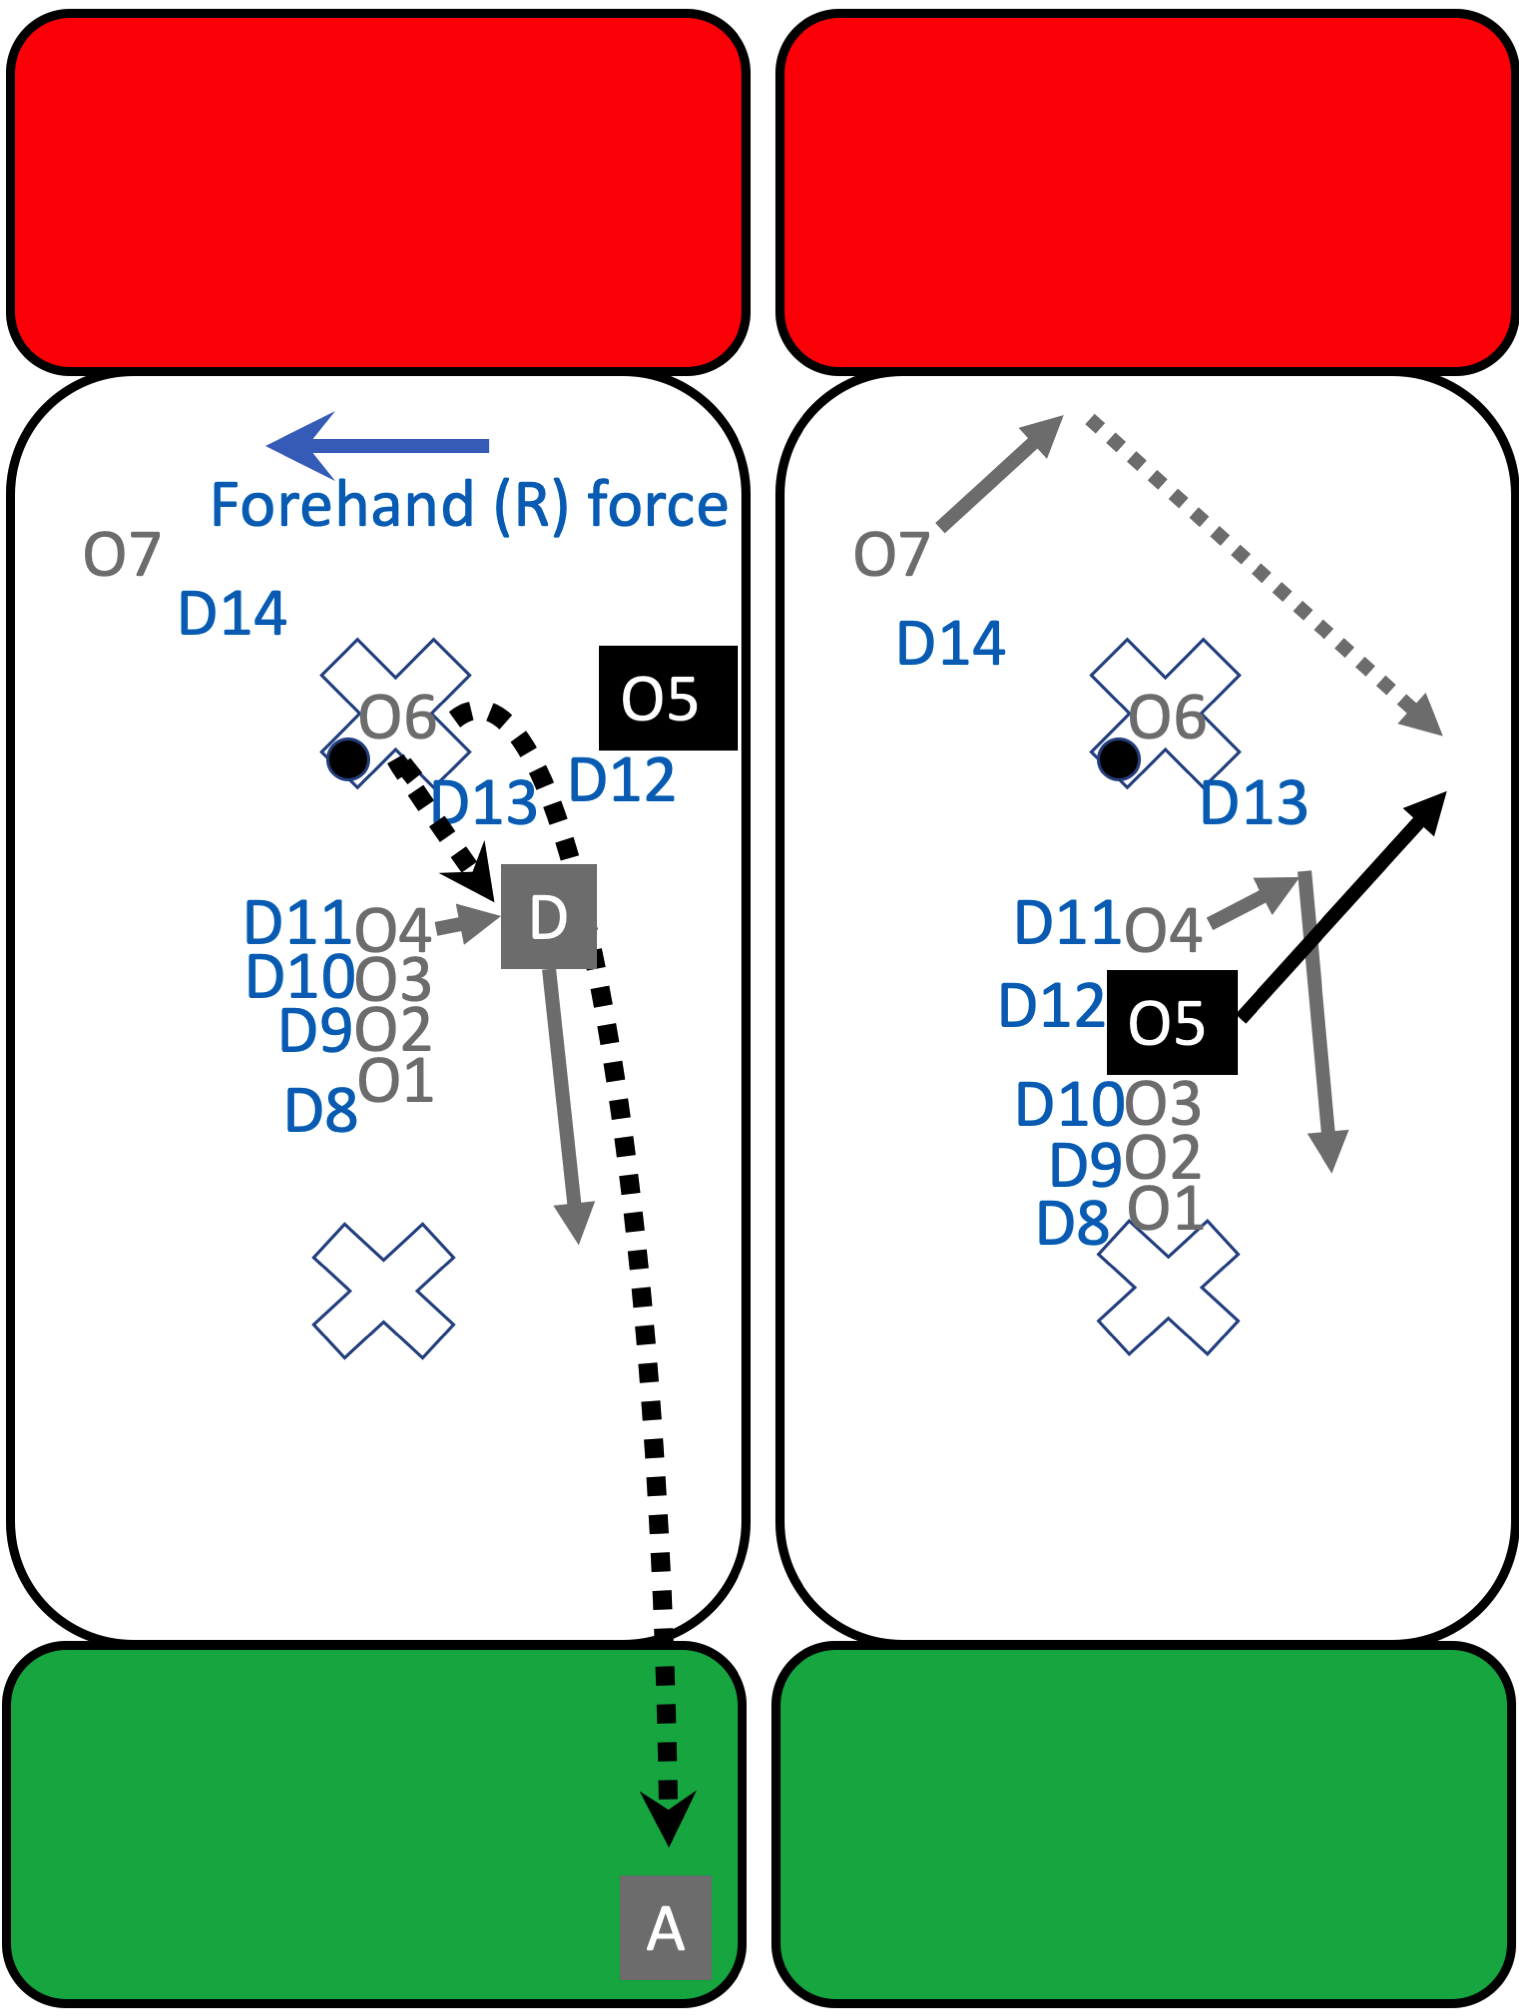 Forehand (R) force
O7
D14
O6
O5
D13
D12
D11 O4
D
D10 O3
D9 O2
O1
D8
A
O7
D14
O6
D13
D11 O4
D12 O5
D10 O3
D9 O2
D8 O1